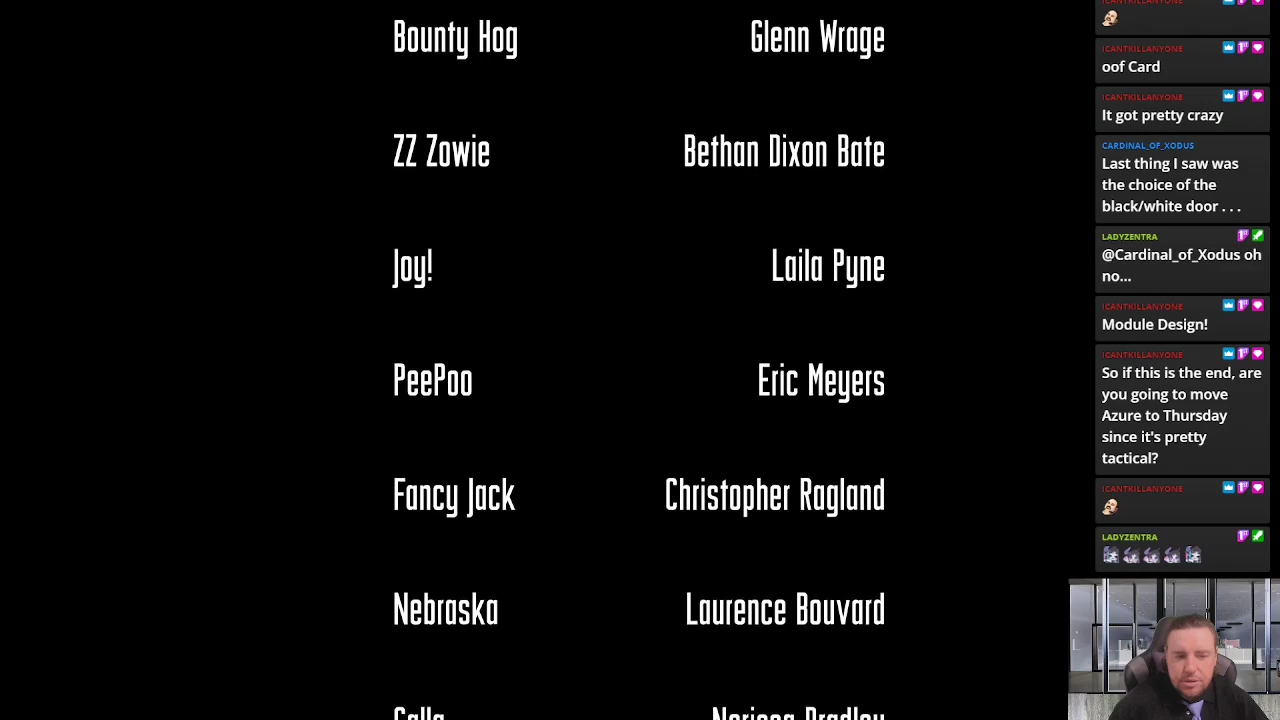 Bounty Hog Glenn Wrage
ZZ Zowie Bethan Dixon Bate
Joy! Laila Pyne
PeePoo Eric Meyers
Fancy Jack Christopher Ragland
Nebraska Laurence Bouvard
ICANTKILLANYONE
ICANTKILLANYONE
oof Card
ICANTKILLANYONE
It got pretty crazy
CARDINAL_OF_XODUS
Last thing I saw was
the choice of the
black/white door . . .
LADYZENTRA
@Cardinal_of_Xodus oh
no...
ICANTKILLANYONE
Module Design!
ICANTKILLANYONE
So if this is the end, are
you going to move
Azure to Thursday
since it's pretty
tactical?
ICANTKILLANYONE
LADYZENTRA